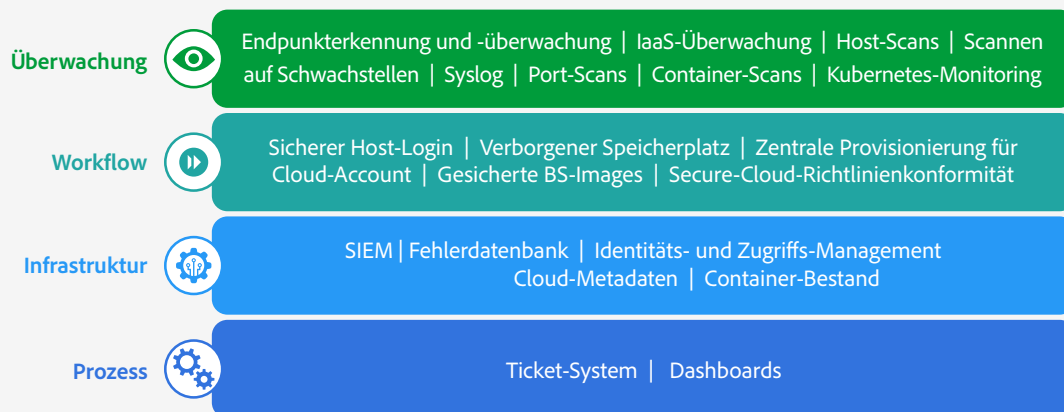 Überwachung
Endpunkterkennung und -überwachung | IaaS-Überwachung | Host-Scans | Scannen
auf Schwachstellen | Syslog | Port-Scans | Container-Scans | Kubernetes-Monitoring
Workflow
Sicherer Host-Login | Verborgener Speicherplatz | Zentrale Provisionierung für
Cloud-Account | Gesicherte BS-Images | Secure-Cloud-Richtlinienkonformität
Infrastruktur
SIEM | Fehlerdatenbank | Identitäts- und Zugriffs-Management
Cloud-Metadaten | Container-Bestand
Prozess
Ticket-System | Dashboards